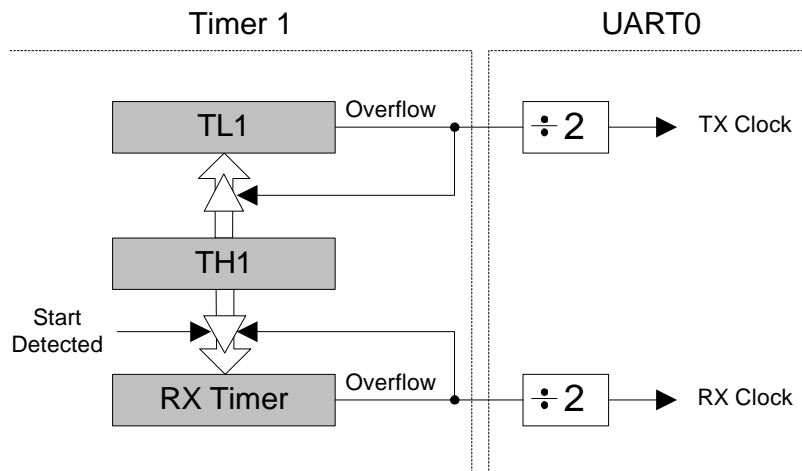 Timer 1
UART0
TL1
Overflow
÷ 2
TX Clock
TH1
Start
Detected
RX Timer
Overflow
÷ 2
RX Clock